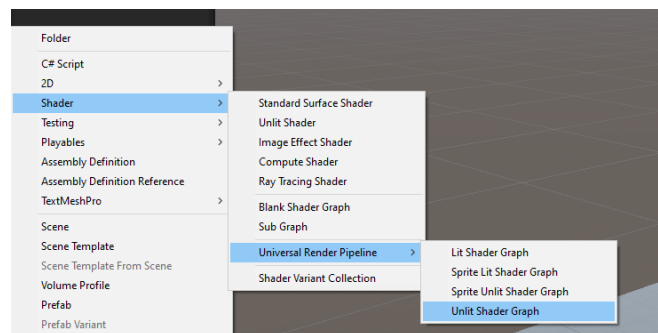 Folder
C# Script
2D
Shader
Testing
Playables
Assembly Definition
Assembly Definition Reference
TextMeshPro
Scene
Scene Template
Scene Template From Scene
Volume Profile
Prefab
Prefab Variant
Standard Surface Shader
Unlit Shader
Image Effect Shader
Compute Shader
Ray Tracing Shader
Blank Shader Graph
Sub Graph
Universal Render Pipeline
Shader Variant Collection
Lit Shader Graph
Sprite Lit Shader Graph
Sprite Unlit Shader Graph
Unlit Shader Graph